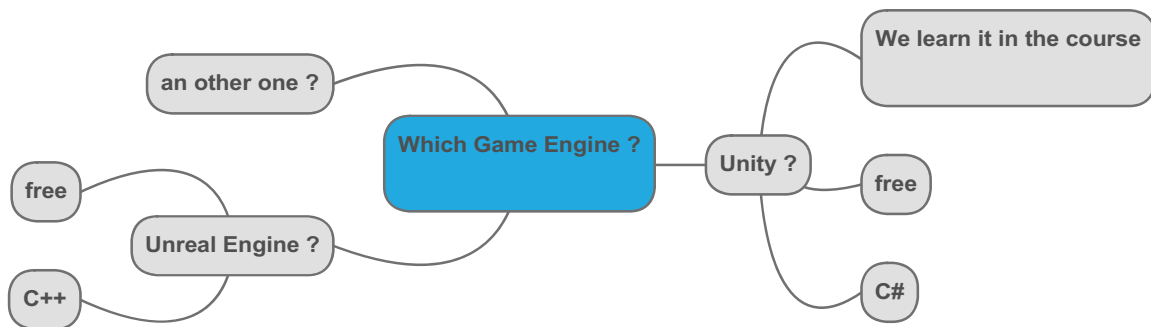 We learn it in the course
an other one ?
Which Game Engine ?
Unity ?
free
free
Unreal Engine ?
C++
C#